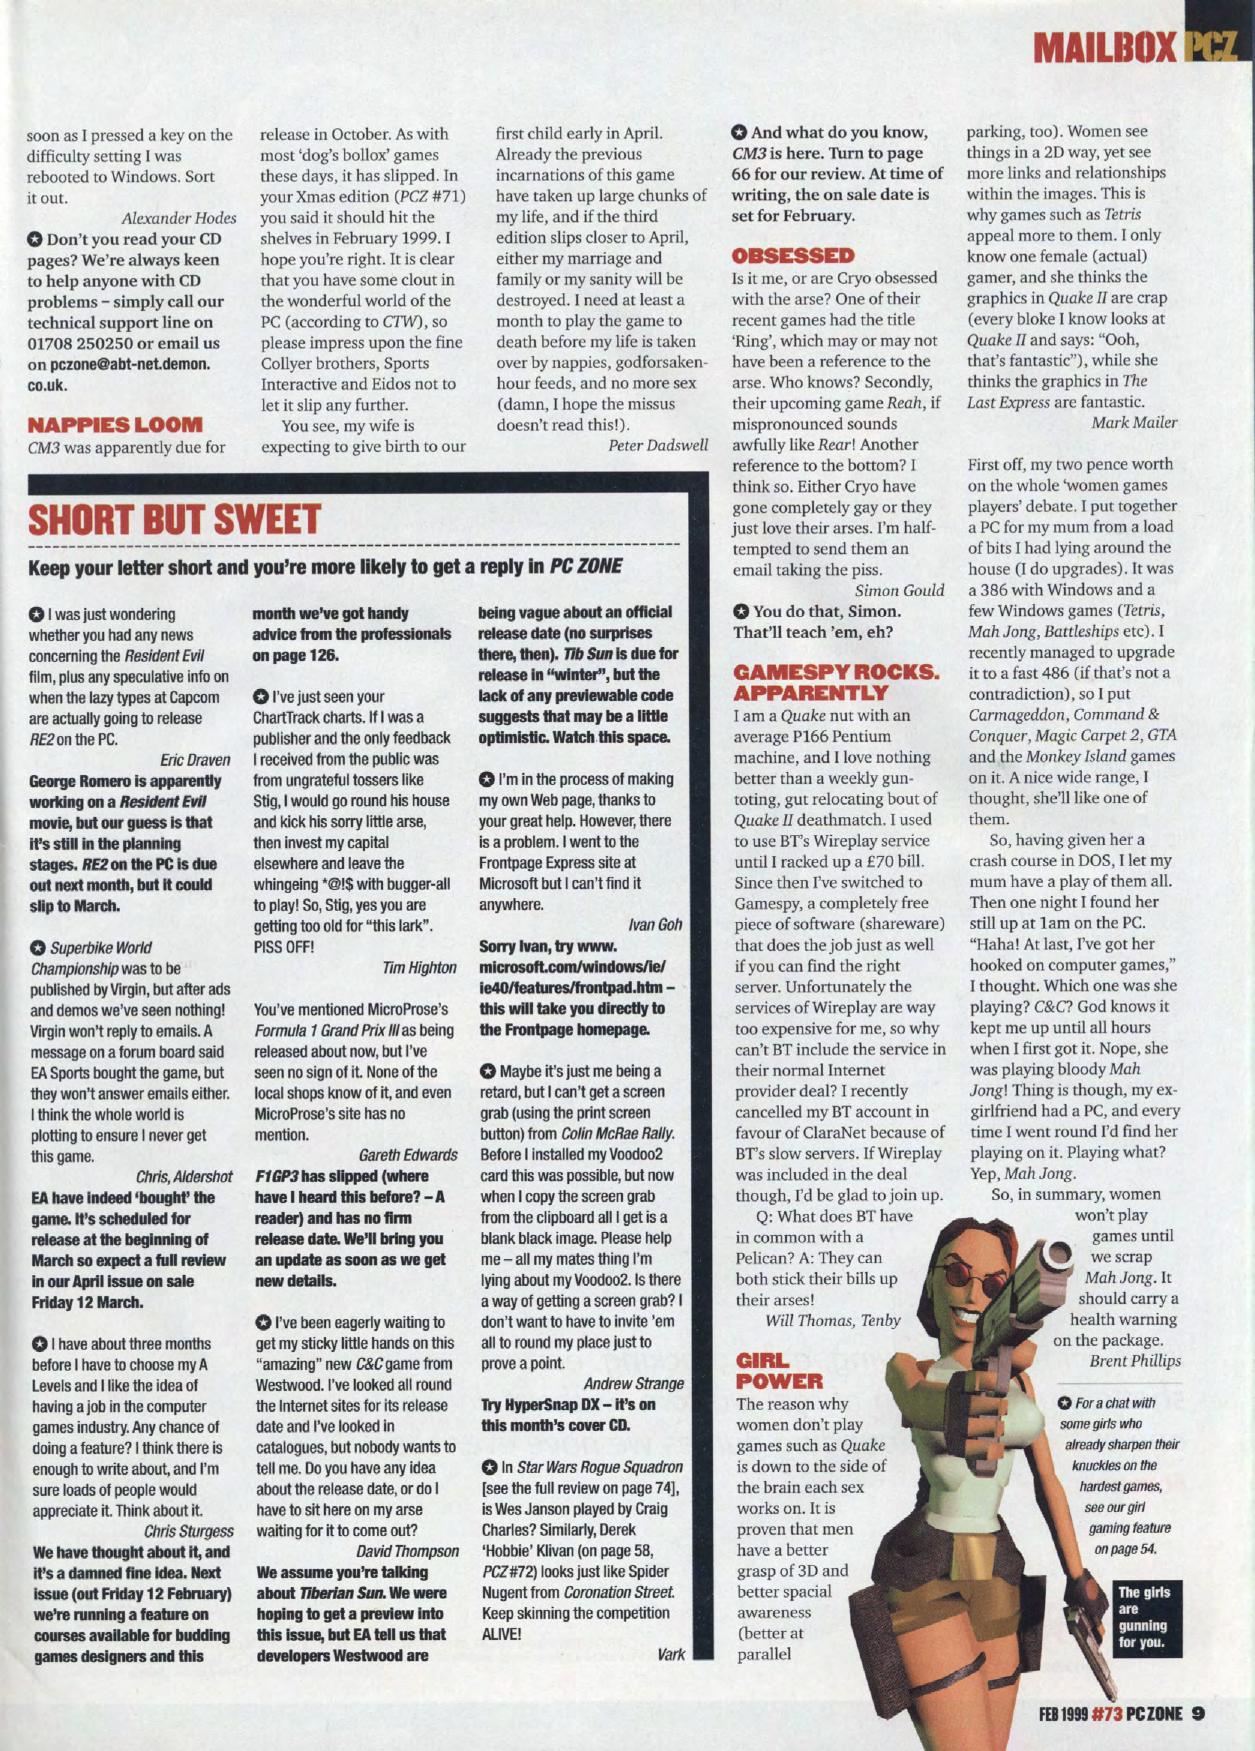 MAILBOX PCZ
soon as I pressed a key on the
difficulty setting I was
rebooted to Windows. Sort
it out.
Alexander Hodes
✪ Don't you read your CD
pages? We're always keen
to help anyone with CD
problems – simply call our
technical support line on
01708 250250 or email us
on pczone@abt-net.demon.
co.uk.
NAPPIES LOOM
CM3 was apparently due for
release in October. As with
most 'dog's bollox' games
these days, it has slipped. In
your Xmas edition (PCZ #71)
you said it should hit the
shelves in February 1999. I
hope you're right. It is clear
that you have some clout in
the wonderful world of the
PC (according to CTW), so
please impress upon the fine
Collyer brothers, Sports
Interactive and Eidos not to
let it slip any further.
You see, my wife is
expecting to give birth to our
first child early in April.
Already the previous
incarnations of this game
have taken up large chunks of
my life, and if the third
edition slips closer to April,
either my marriage and
family or my sanity will be
destroyed. I need at least a
month to play the game to
death before my life is taken
over by nappies, godforsaken-
hour feeds, and no more sex
(damn, I hope the missus
doesn't read this!).
Peter Dadswell
✪ And what do you know,
CM3 is here. Turn to page
66 for our review. At time of
writing, the on sale date is
set for February.
OBSESSED
Is it me, or are Cryo obsessed
with the arse? One of their
recent games had the title
'Ring', which may or may not
have been a reference to the
arse. Who knows? Secondly,
their upcoming game Reah, if
mispronounced sounds
awfully like Rear! Another
reference to the bottom? I
think so. Either Cryo have
gone completely gay or they
just love their arses. I'm half-
tempted to send them an
email taking the piss.
Simon Gould
✪ You do that, Simon.
That'll teach 'em, eh?
GAMESPY ROCKS.
APPARENTLY
I am a Quake nut with an
average P166 Pentium
machine, and I love nothing
better than a weekly gun-
toting, gut relocating bout of
Quake II deathmatch. I used
to use BT's Wireplay service
until I racked up a £70 bill.
Since then I've switched to
Gamespy, a completely free
piece of software (shareware)
that does the job just as well
if you can find the right
server. Unfortunately the
services of Wireplay are way
too expensive for me, so why
can't BT include the service in
their normal Internet
provider deal? I recently
cancelled my BT account in
favour of ClaraNet because of
BT's slow servers. If Wireplay
was included in the deal
though, I'd be glad to join up.
Q: What does BT have
in common with a
Pelican? A: They can
both stick their bills up
their arses!
Will Thomas, Tenby
GIRL
POWER
The reason why
women don't play
games such as Quake
is down to the side of
the brain each sex
works on. It is
proven that men
have a better
grasp of 3D and
better spacial
awareness
(better at
parallel
parking, too). Women see
things in a 2D way, yet see
more links and relationships
within the images. This is
why games such as Tetris
appeal more to them. I only
know one female (actual)
gamer, and she thinks the
graphics in Quake II are crap
(every bloke I know looks at
Quake II and says: "Ooh,
that's fantastic"), while she
thinks the graphics in The
Last Express are fantastic.
Mark Mailer
First off, my two pence worth
on the whole 'women games
players' debate. I put together
a PC for my mum from a load
of bits I had lying around the
house (I do upgrades). It was
a 386 with Windows and a
few Windows games (Tetris,
Mah Jong, Battleships etc). I
recently managed to upgrade
it to a fast 486 (if that's not a
contradiction), so I put
Carmageddon, Command &
Conquer, Magic Carpet 2, GTA
and the Monkey Island games
on it. A nice wide range, I
thought, she'll like one of
them.
So, having given her a
crash course in DOS, I let my
mum have a play of them all.
Then one night I found her
still up at 1am on the PC.
"Haha! At last, I've got her
hooked on computer games,"
I thought. Which one was she
playing? C&C? God knows it
kept me up until all hours
when I first got it. Nope, she
was playing bloody Mah
Jong! Thing is though, my ex-
girlfriend had a PC, and every
time I went round I'd find her
playing on it. Playing what?
Yep, Mah Jong.
So, in summary, women
won't play
games until
we scrap
Mah Jong. It
should carry a
health warning
on the package.
Brent Phillips
✪ For a chat with
some girls who
already sharpen their
knuckles on the
hardest games,
see our girl
gaming feature
on page 54.
The girls
are
gunning
for you.
SHORT BUT SWEET
Keep your letter short and you're more likely to get a reply in PC ZONE
✪ I was just wondering
whether you had any news
concerning the Resident Evil
film, plus any speculative info on
when the lazy types at Capcom
are actually going to release
RE2 on the PC.
Eric Draven
George Romero is apparently
working on a Resident Evil
movie, but our guess is that
it's still in the planning
stages. RE2 on the PC is due
out next month, but it could
slip to March.
✪ Superbike World
Championship was to be
published by Virgin, but after ads
and demos we've seen nothing!
Virgin won't reply to emails. A
message on a forum board said
EA Sports bought the game, but
they won't answer emails either.
I think the whole world is
plotting to ensure I never get
this game.
Chris, Aldershot
EA have indeed 'bought' the
game. It's scheduled for
release at the beginning of
March so expect a full review
in our April issue on sale
Friday 12 March.
✪ I have about three months
before I have to choose my A
Levels and I like the idea of
having a job in the computer
games industry. Any chance of
doing a feature? I think there is
enough to write about, and I'm
sure loads of people would
appreciate it. Think about it.
Chris Sturgess
We have thought about it, and
it's a damned fine idea. Next
issue (out Friday 12 February)
we're running a feature on
courses available for budding
games designers and this
month we've got handy
advice from the professionals
on page 126.
✪ I've just seen your
ChartTrack charts. If I was a
publisher and the only feedback
I received from the public was
from ungrateful tossers like
Stig, I would go round his house
and kick his sorry little arse,
then invest my capital
elsewhere and leave the
whingeing *@!$ with bugger-all
to play! So, Stig, yes you are
getting too old for "this lark".
PISS OFF!
Tim Highton
You've mentioned MicroProse's
Formula 1 Grand Prix III as being
released about now, but I've
seen no sign of it. None of the
local shops know of it, and even
MicroProse's site has no
mention.
Gareth Edwards
F1GP3 has slipped (where
have I heard this before? – A
reader) and has no firm
release date. We'll bring you
an update as soon as we get
new details.
✪ I've been eagerly waiting to
get my sticky little hands on this
"amazing" new C&C game from
Westwood. I've looked all round
the Internet sites for its release
date and I've looked in
catalogues, but nobody wants to
tell me. Do you have any idea
about the release date, or do I
have to sit here on my arse
waiting for it to come out?
David Thompson
We assume you're talking
about Tiberian Sun. We were
hoping to get a preview into
this issue, but EA tell us that
developers Westwood are
being vague about an official
release date (no surprises
there, then). Tib Sun is due for
release in "winter", but the
lack of any previewable code
suggests that may be a little
optimistic. Watch this space.
✪ I'm in the process of making
my own Web page, thanks to
your great help. However, there
is a problem. I went to the
Frontpage Express site at
Microsoft but I can't find it
anywhere.
Ivan Goh
Sorry Ivan, try www.
microsoft.com/windows/ie/
ie40/features/frontpad.htm –
this will take you directly to
the Frontpage homepage.
✪ Maybe it's just me being a
retard, but I can't get a screen
grab (using the print screen
button) from Colin McRae Rally.
Before I installed my Voodoo2
card this was possible, but now
when I copy the screen grab
from the clipboard all I get is a
blank black image. Please help
me – all my mates thing I'm
lying about my Voodoo2. Is there
a way of getting a screen grab? I
don't want to have to invite 'em
all to round my place just to
prove a point.
Andrew Strange
Try HyperSnap DX – it's on
this month's cover CD.
✪ In Star Wars Rogue Squadron
[see the full review on page 74],
is Wes Janson played by Craig
Charles? Similarly, Derek
'Hobbie' Klivan (on page 58,
PCZ #72) looks just like Spider
Nugent from Coronation Street.
Keep skinning the competition
ALIVE!
Vark
FEB 1999 #73 PC ZONE 9